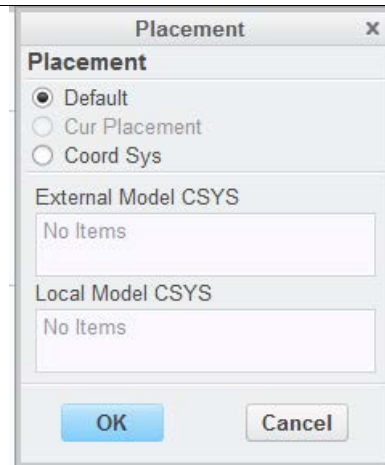 Placement
x
Placement
Default
Cur Placement
Coord Sys
External Model CSYS
No Items
Local Model CSYS
No Items
OK Cancel